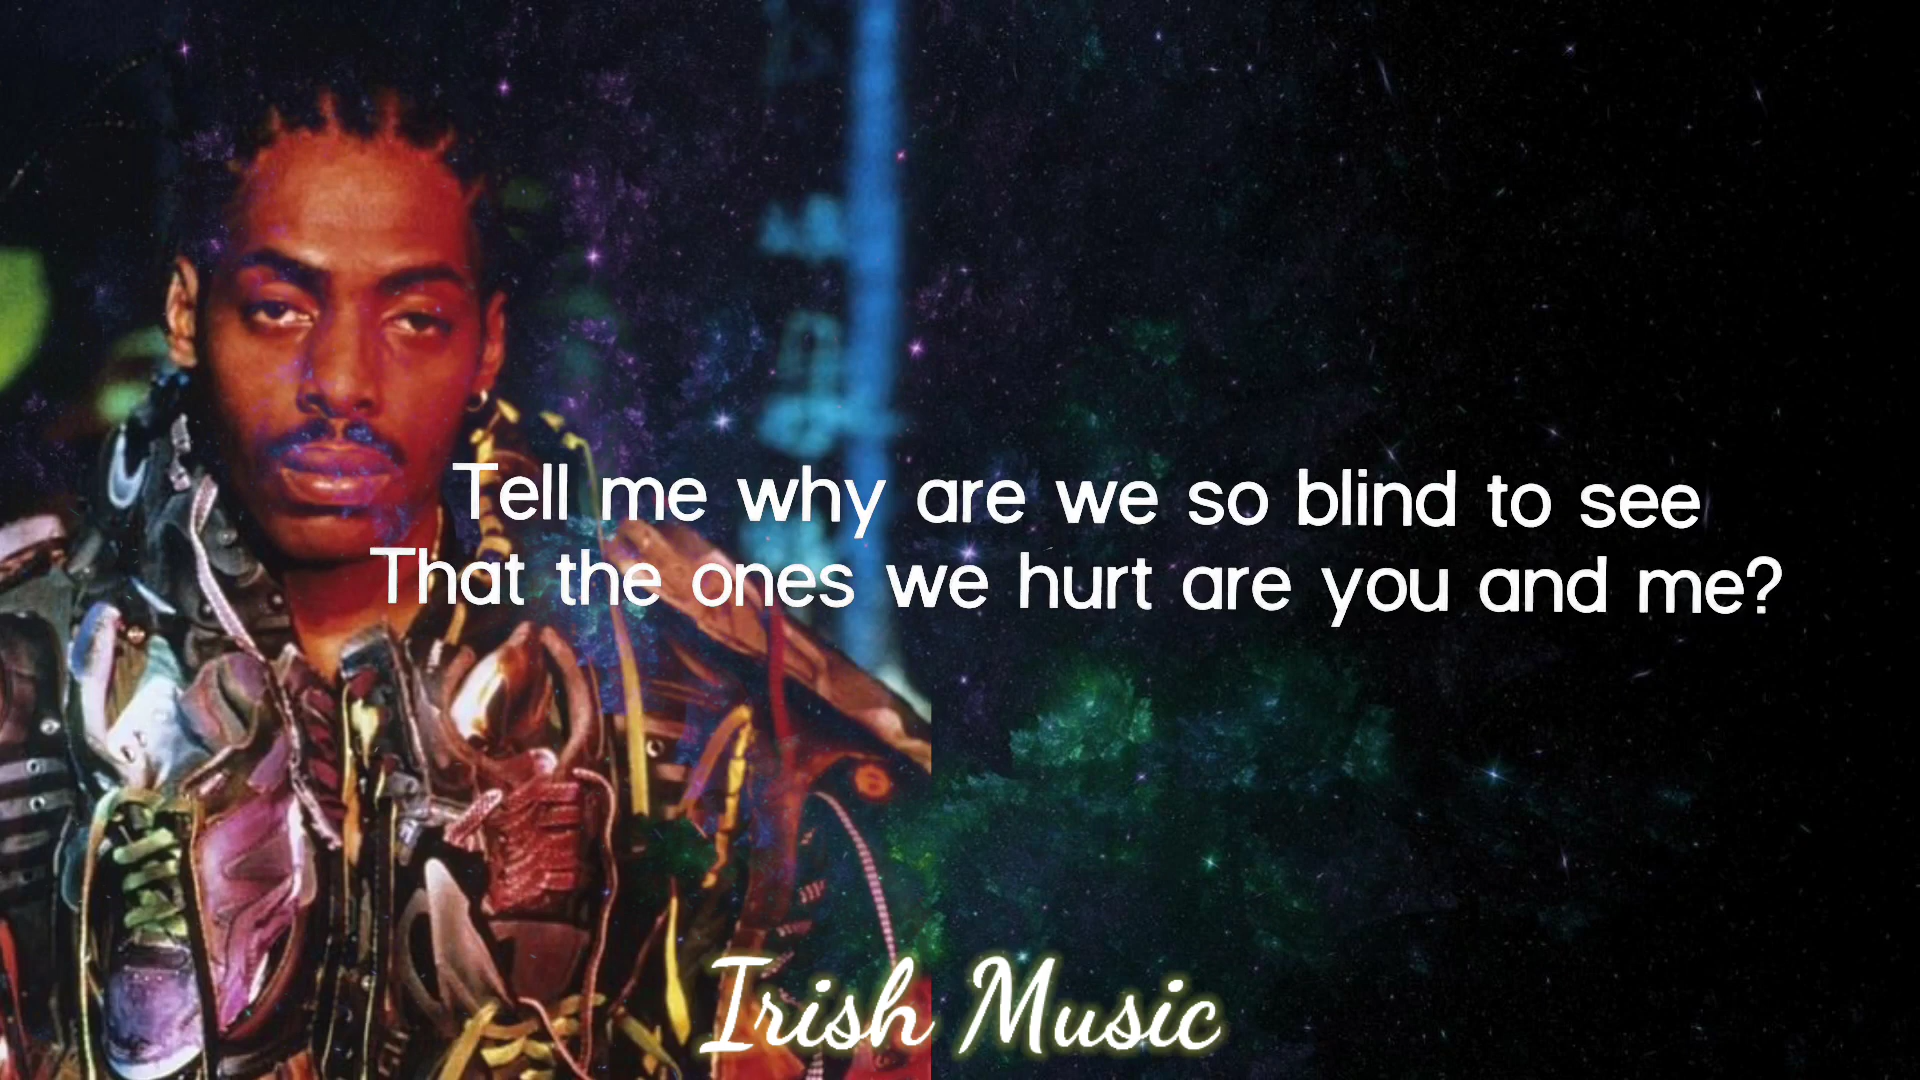 Tell me why are we so blind to see
That the ones we hurt are you and me?
Irish Music